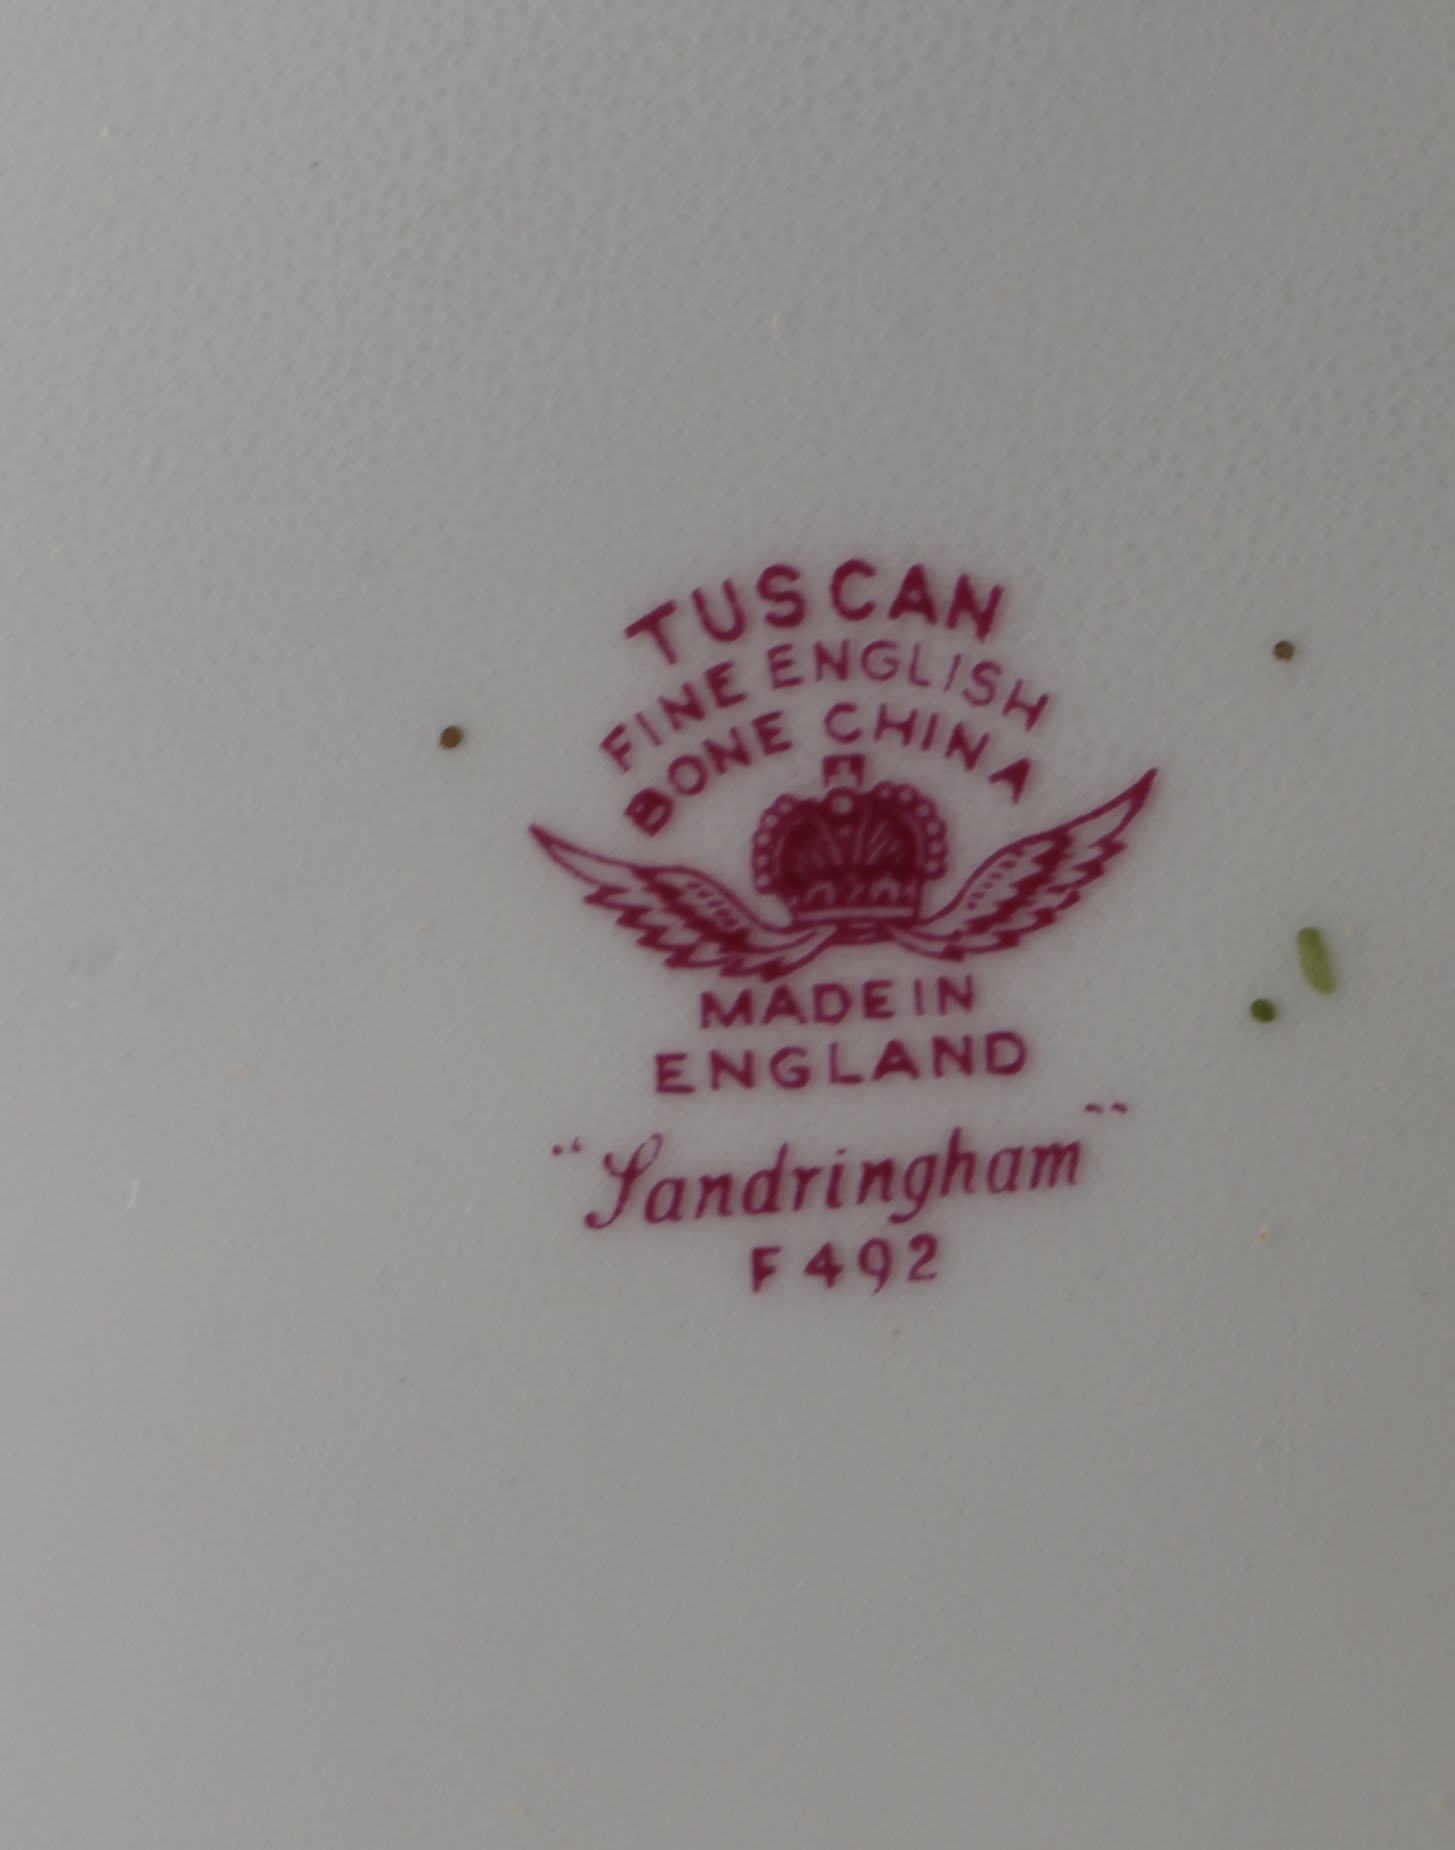 TUSCAN
FINE ENGLISH
BONE CHINA
MADE IN
ENGLAND
"Sandringham"
F492